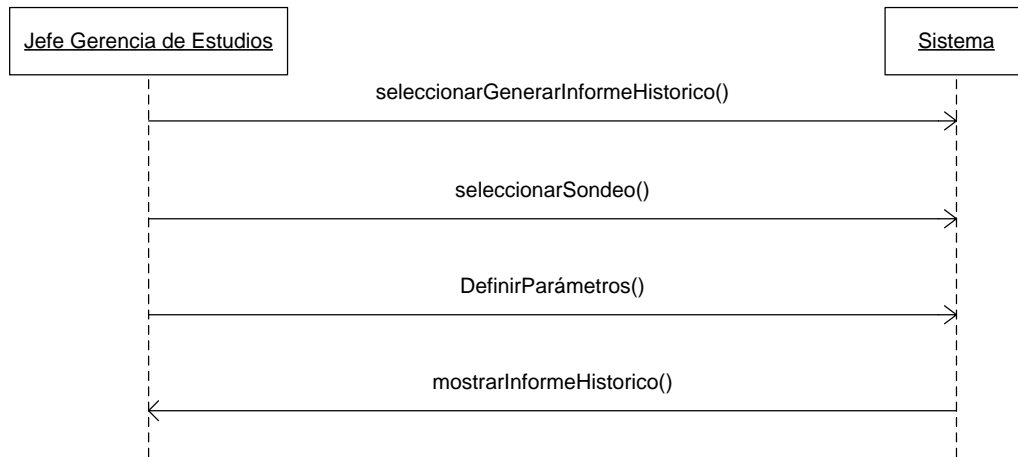 Jefe Gerencia de Estudios
Sistema
seleccionarGenerarInformeHistorico()
seleccionarSondeo()
DefinirParámetros()
mostrarInformeHistorico()